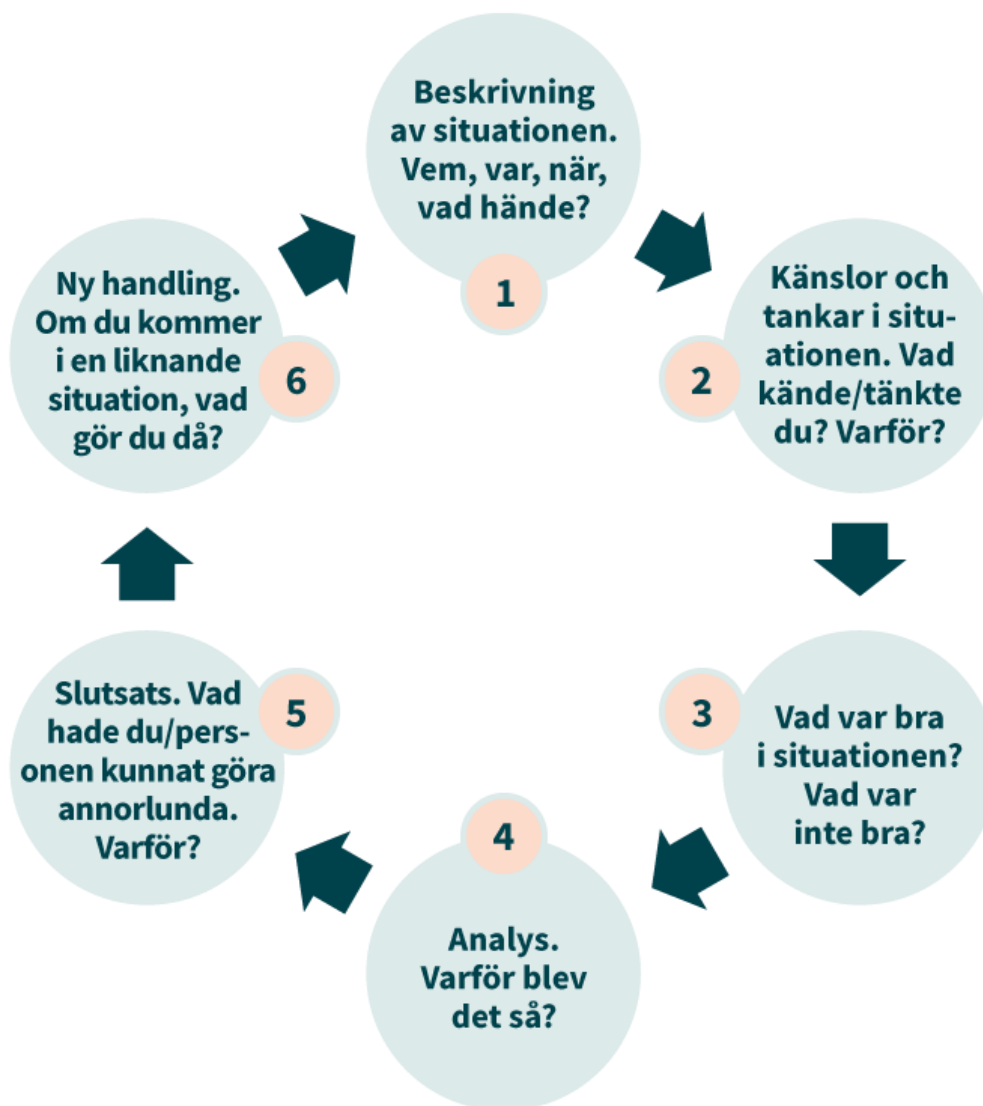 Beskrivning
av situationen.
Vem, var, när,
vad hände?
1
Känslor och
tankar i situ-
ationen. Vad
kände/tänkte
du? Varför?
2
3
Vad var bra
i situationen?
Vad var
inte bra?
4
Analys.
Varför blev
det så?
Slutsats. Vad
hade du/pers-
onen kunnat göra
annorlunda.
Varför?
5
Ny handling.
Om du kommer
i en liknande
situation, vad
gör du då?
6